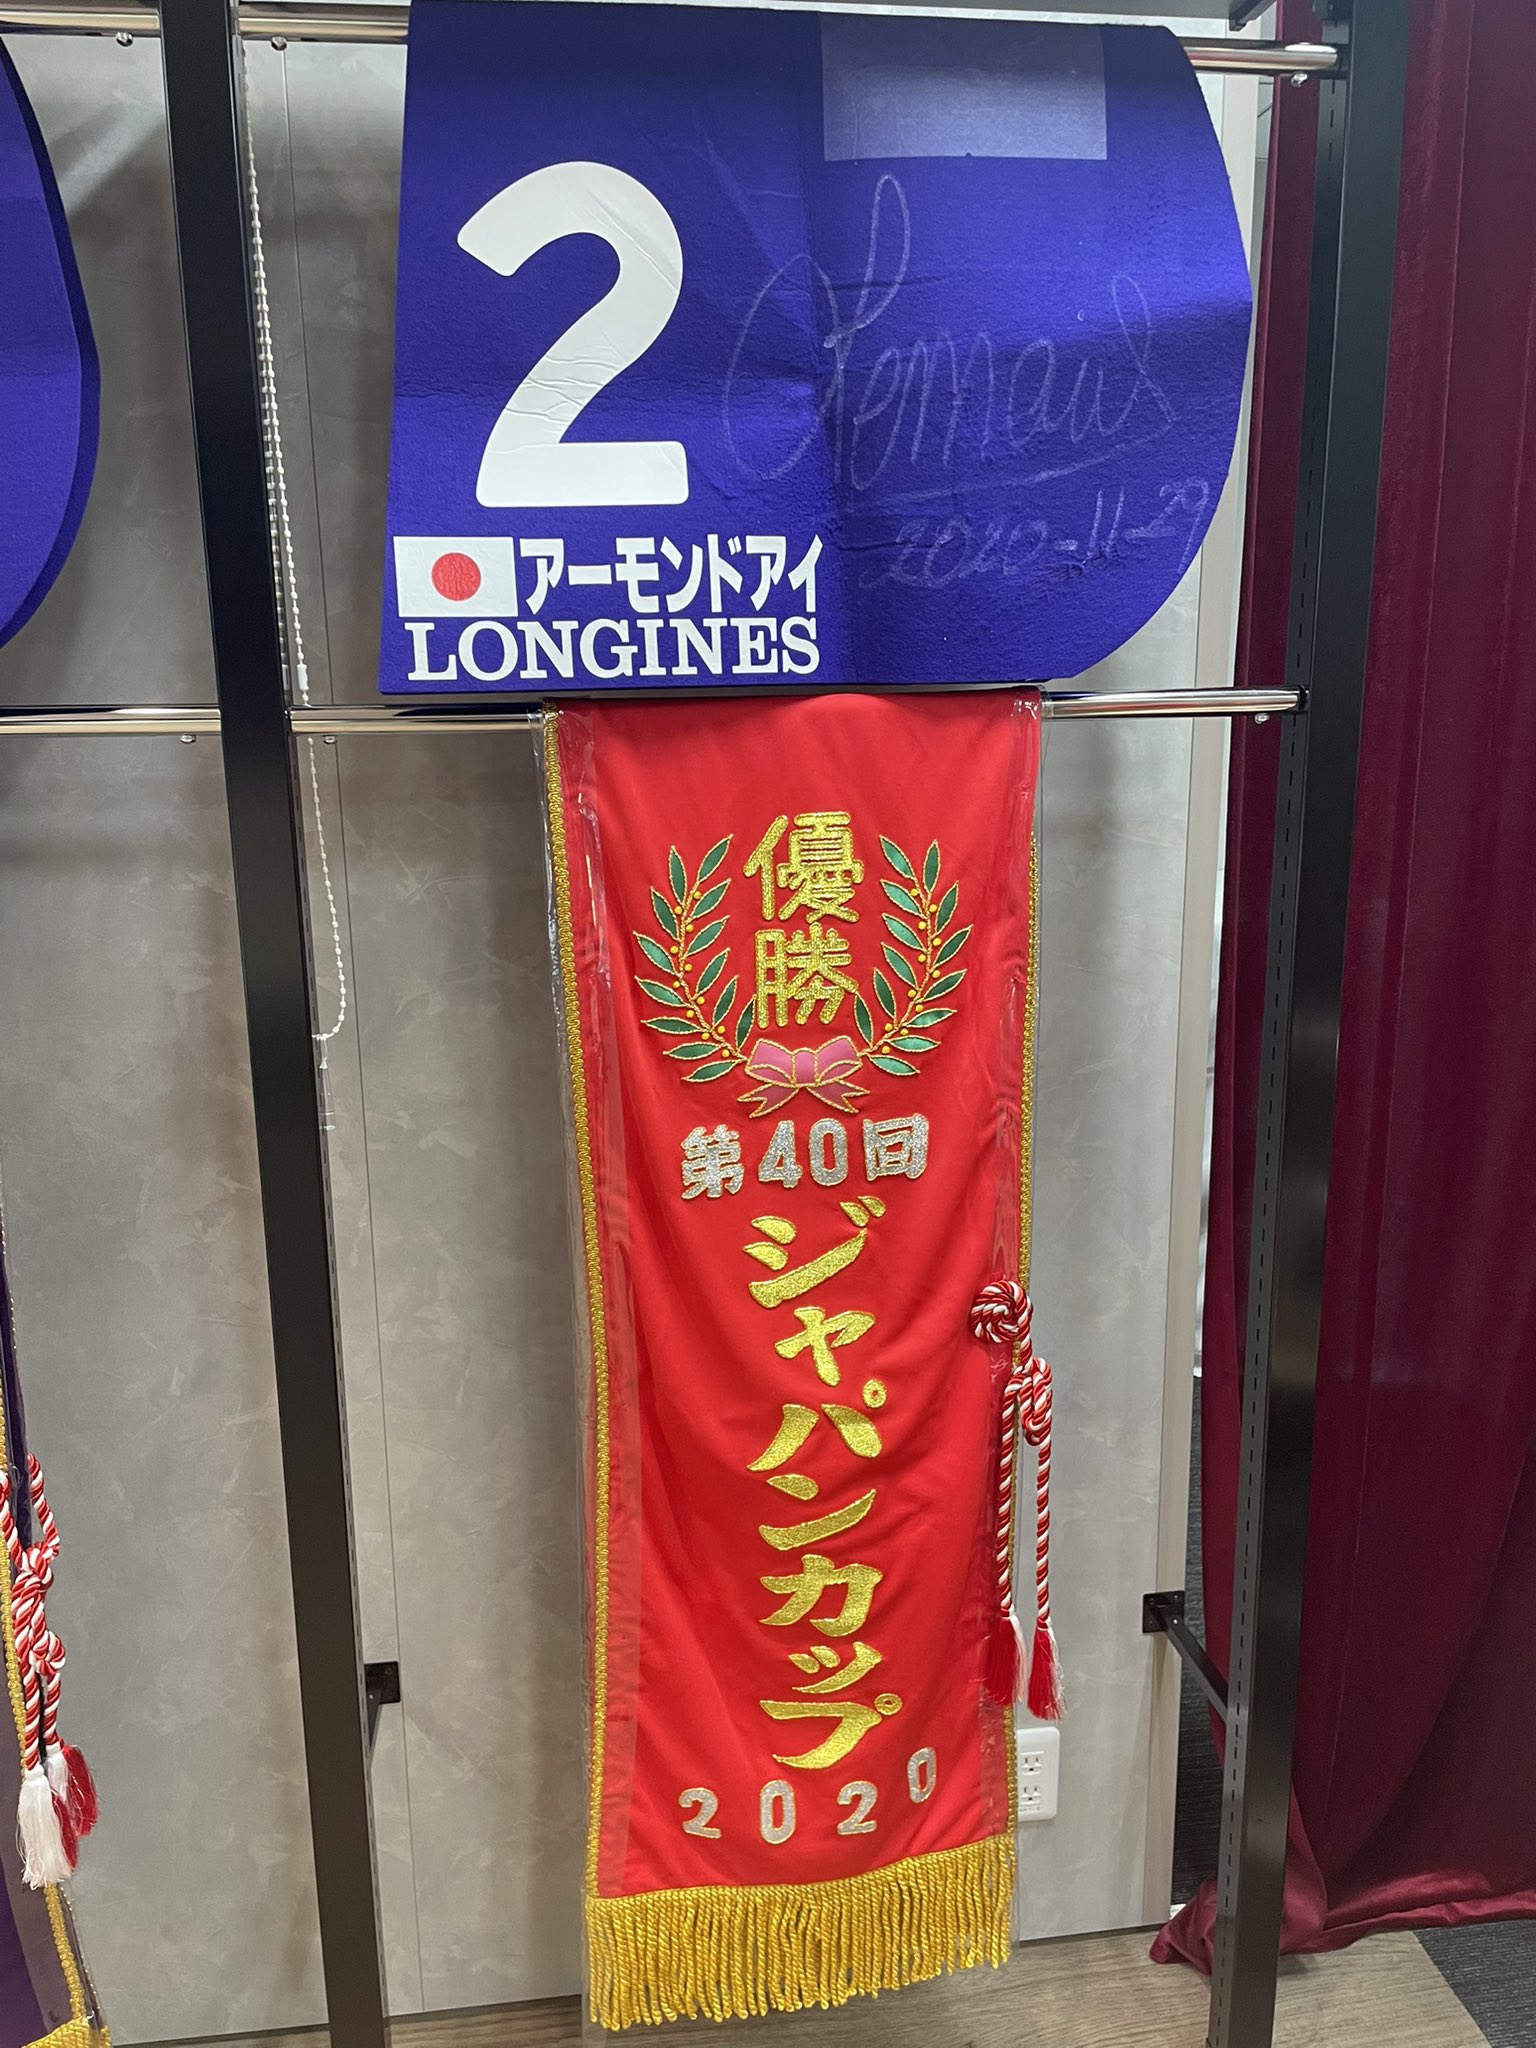 2
アーモンドアイ
LONGINES
CLemaire
2020-11-29
優勝
第40回
ジャパンカップ
2020